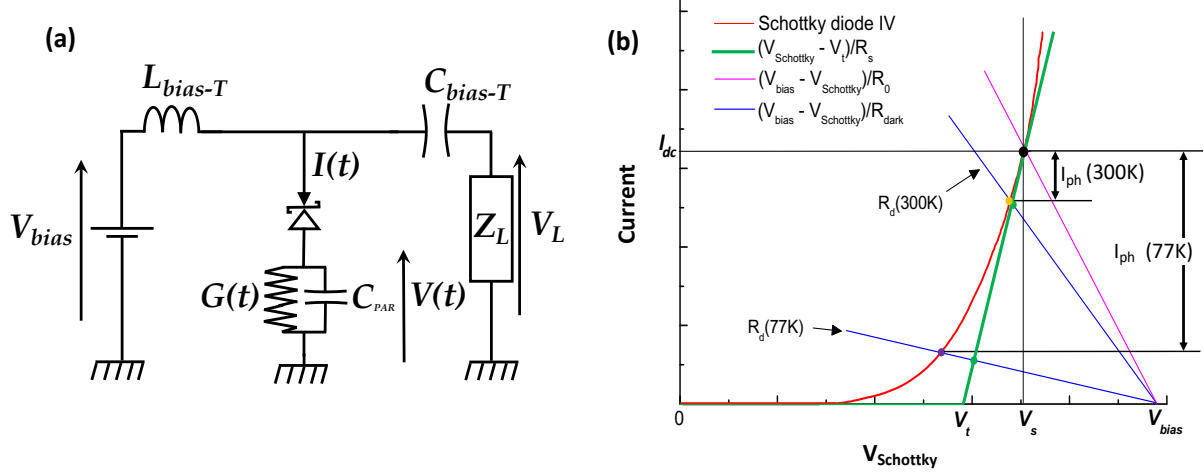 (a)
L_bias-T
C_bias-T
I(t)
V_bias
Z_L
V_L
G(t)
C_PAR
V(t)
(b)
Schottky diode IV
(V_Schottky - V_t)/R_s
(V_bias - V_Schottky)/R_0
(V_bias - V_Schottky)/R_dark
I_dc
R_d(300K)
I_ph (300K)
I_ph (77K)
R_d(77K)
Current
0
V_t
V_s
V_bias
V_Schottky